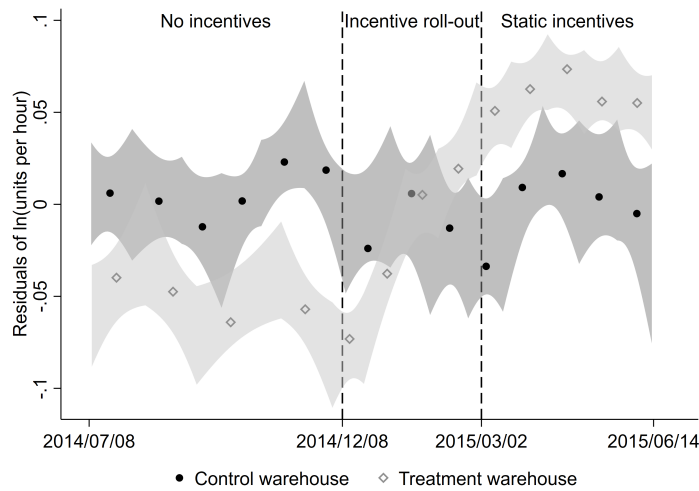 No incentives
Incentive roll-out
Static incentives
Residuals of ln(units per hour)
.1
.05
0
-.05
-.1
2014/07/08
2014/12/08
2015/03/02
2015/06/14
Control warehouse
Treatment warehouse